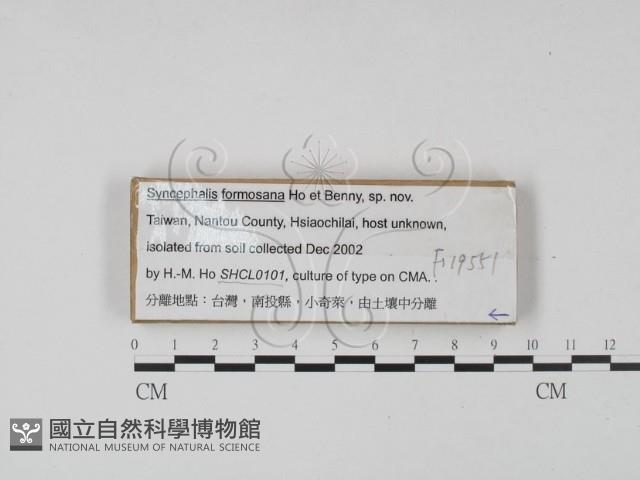 Syncephalis formosana Ho et Benny, sp. nov.
Taiwan, Nantou County, Hsiaochilai, host unknown,
isolated from soil collected Dec 2002
F19551
by H.-M. Ho SHCL0101, culture of type on CMA. .
分離地點：台灣，南投縣，小奇萊，由土壤中分離
0 1 2 3 4 5 6 7 8 9 10 11 12
CM CM
國立自然科學博物館
NATIONAL MUSEUM OF NATURAL SCIENCE